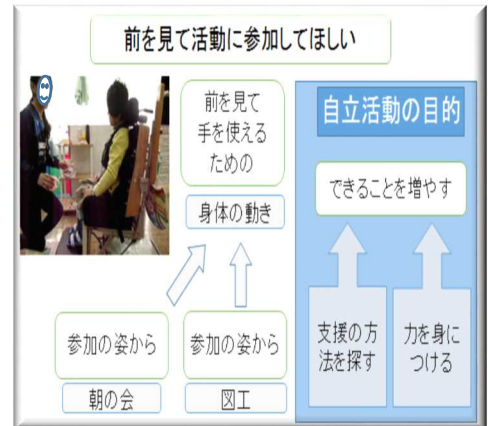 前を見て活動に参加してほしい
前を見て
手を使える
ための
身体の動き
参加の姿から
朝の会
参加の姿から
図工
自立活動の目的
できることを増やす
支援の方
法を探す
力を身に
つける